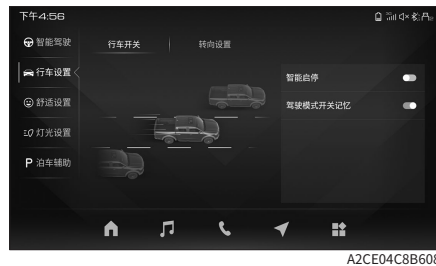 下午4:56
智能驾驶
行车开关
转向设置
行车设置
智能启停
舒适设置
驾驶模式开关记忆
灯光设置
P 泊车辅助
A2CE04C8B608